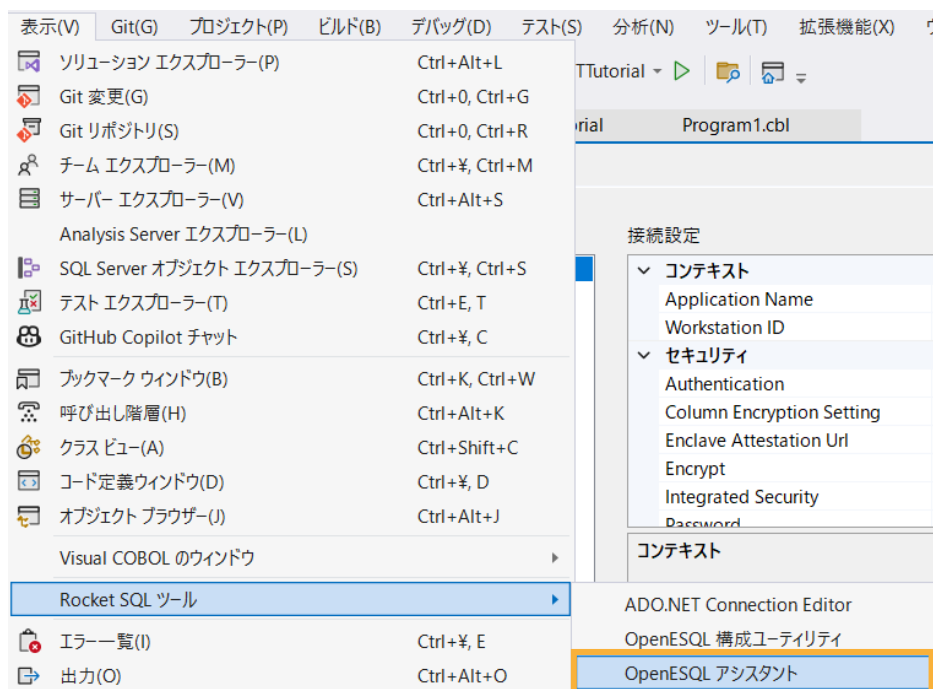 表示(V) Git(G) プロジェクト(P) ビルド(B) デバッグ(D) テスト(S) 分析(N) ツール(T) 拡張機能(X)
ソリューション エクスプローラー(P) Ctrl+Alt+L
TTutorial
Git 変更(G) Ctrl+0, Ctrl+G
Git リポジトリ(S) Ctrl+0, Ctrl+R
rial Program1.cbl
チーム エクスプローラー(M) Ctrl+¥, Ctrl+M
サーバー エクスプローラー(V) Ctrl+Alt+S
Analysis Server エクスプローラー(L)
SQL Server オブジェクト エクスプローラー(S) Ctrl+¥, Ctrl+S
テスト エクスプローラー(T) Ctrl+E, T
GitHub Copilot チャット Ctrl+¥, C
ブックマーク ウィンドウ(B) Ctrl+K, Ctrl+W
呼び出し階層(H) Ctrl+Alt+K
クラス ビュー(A) Ctrl+Shift+C
コード定義ウィンドウ(D) Ctrl+¥, D
オブジェクト ブラウザー(J) Ctrl+Alt+J
Visual COBOL のウィンドウ
Rocket SQL ツール
エラー一覧(I) Ctrl+¥, E
出力(O) Ctrl+Alt+O
接続設定
コンテキスト
Application Name
Workstation ID
セキュリティ
Authentication
Column Encryption Setting
Enclave Attestation Url
Encrypt
Integrated Security
Password
コンテキスト
ADO.NET Connection Editor
OpenESQL 構成ユーティリティ
OpenESQL アシスタント